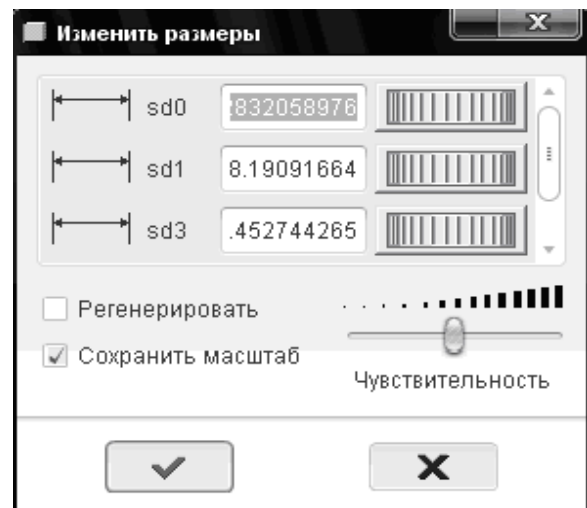 Изменить размеры
sd0 832058976
sd1 8.19091664
sd3 .452744265
Регенерировать
Сохранить масштаб
Чувствительность